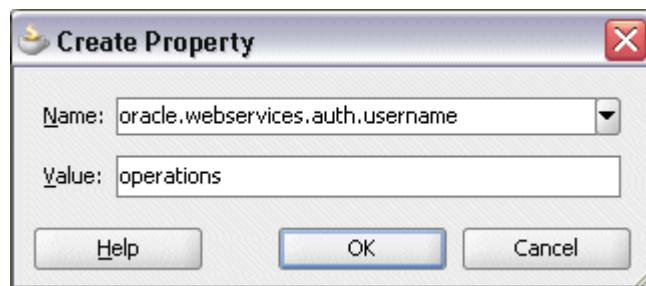 Create Property
Name: oracle.webservices.auth.username
Value: operations
Help OK Cancel